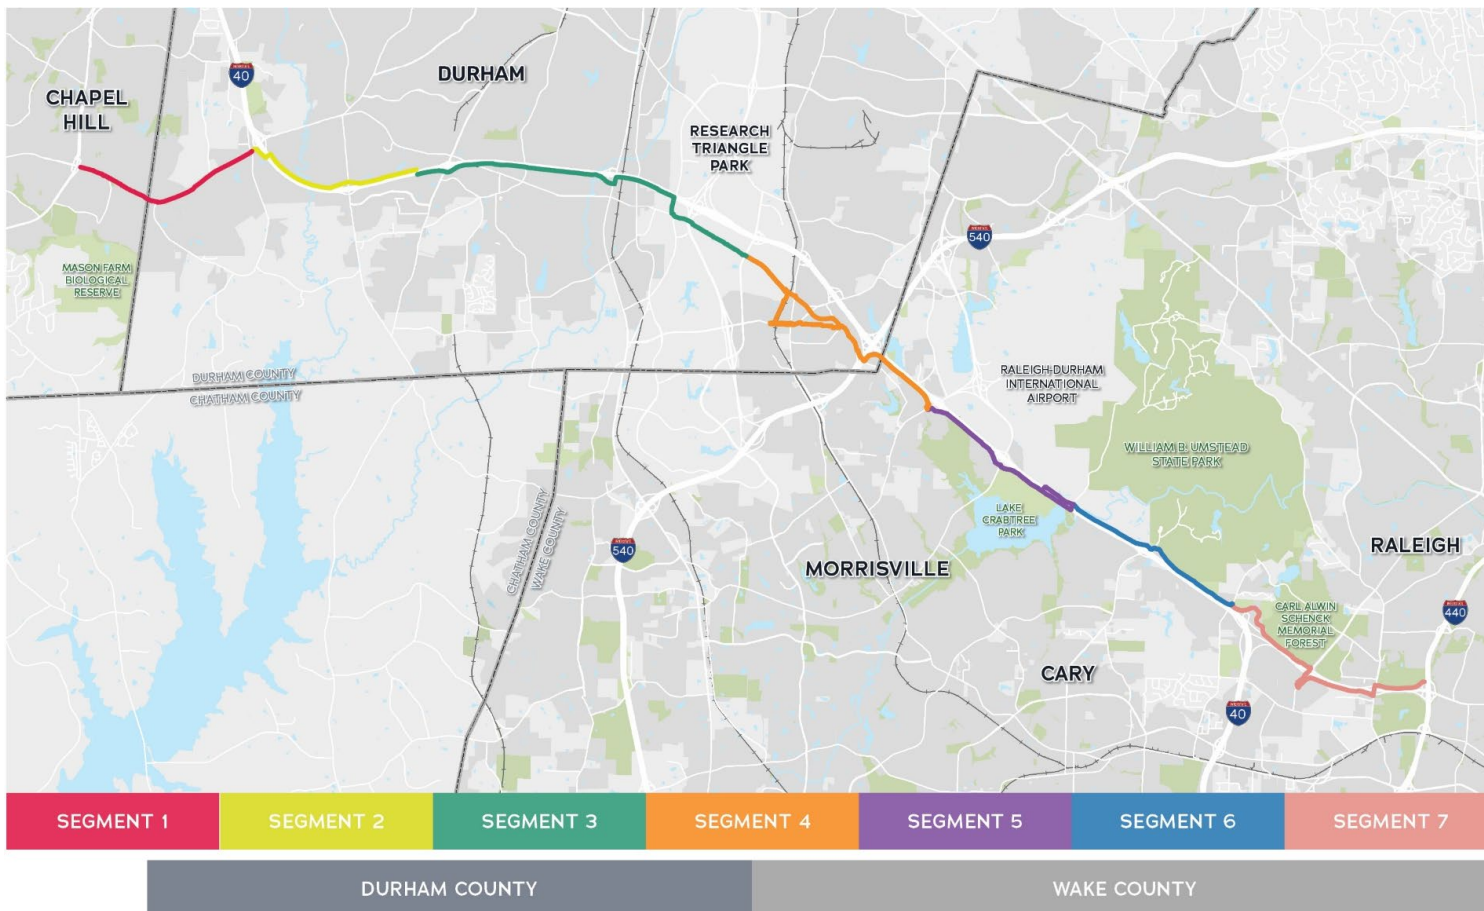 40
DURHAM
CHAPEL
HILL
RESEARCH
TRIANGLE
PARK
540
MASON FARM
BIOLOGICAL
RESERVE
DURHAM COUNTY
CHATHAM COUNTY
RALEIGH-DURHAM
INTERNATIONAL
AIRPORT
WILLIAM B. UMSTEAD
STATE PARK
CHATHAM COUNTY
WAKE COUNTY
LAKE
CRABTREE
PARK
540
MORRISVILLE
RALEIGH
CARL ALWIN
SCHENCK
MEMORIAL
FOREST
440
CARY
40
SEGMENT 1
SEGMENT 2
SEGMENT 3
SEGMENT 4
SEGMENT 5
SEGMENT 6
SEGMENT 7
DURHAM COUNTY
WAKE COUNTY